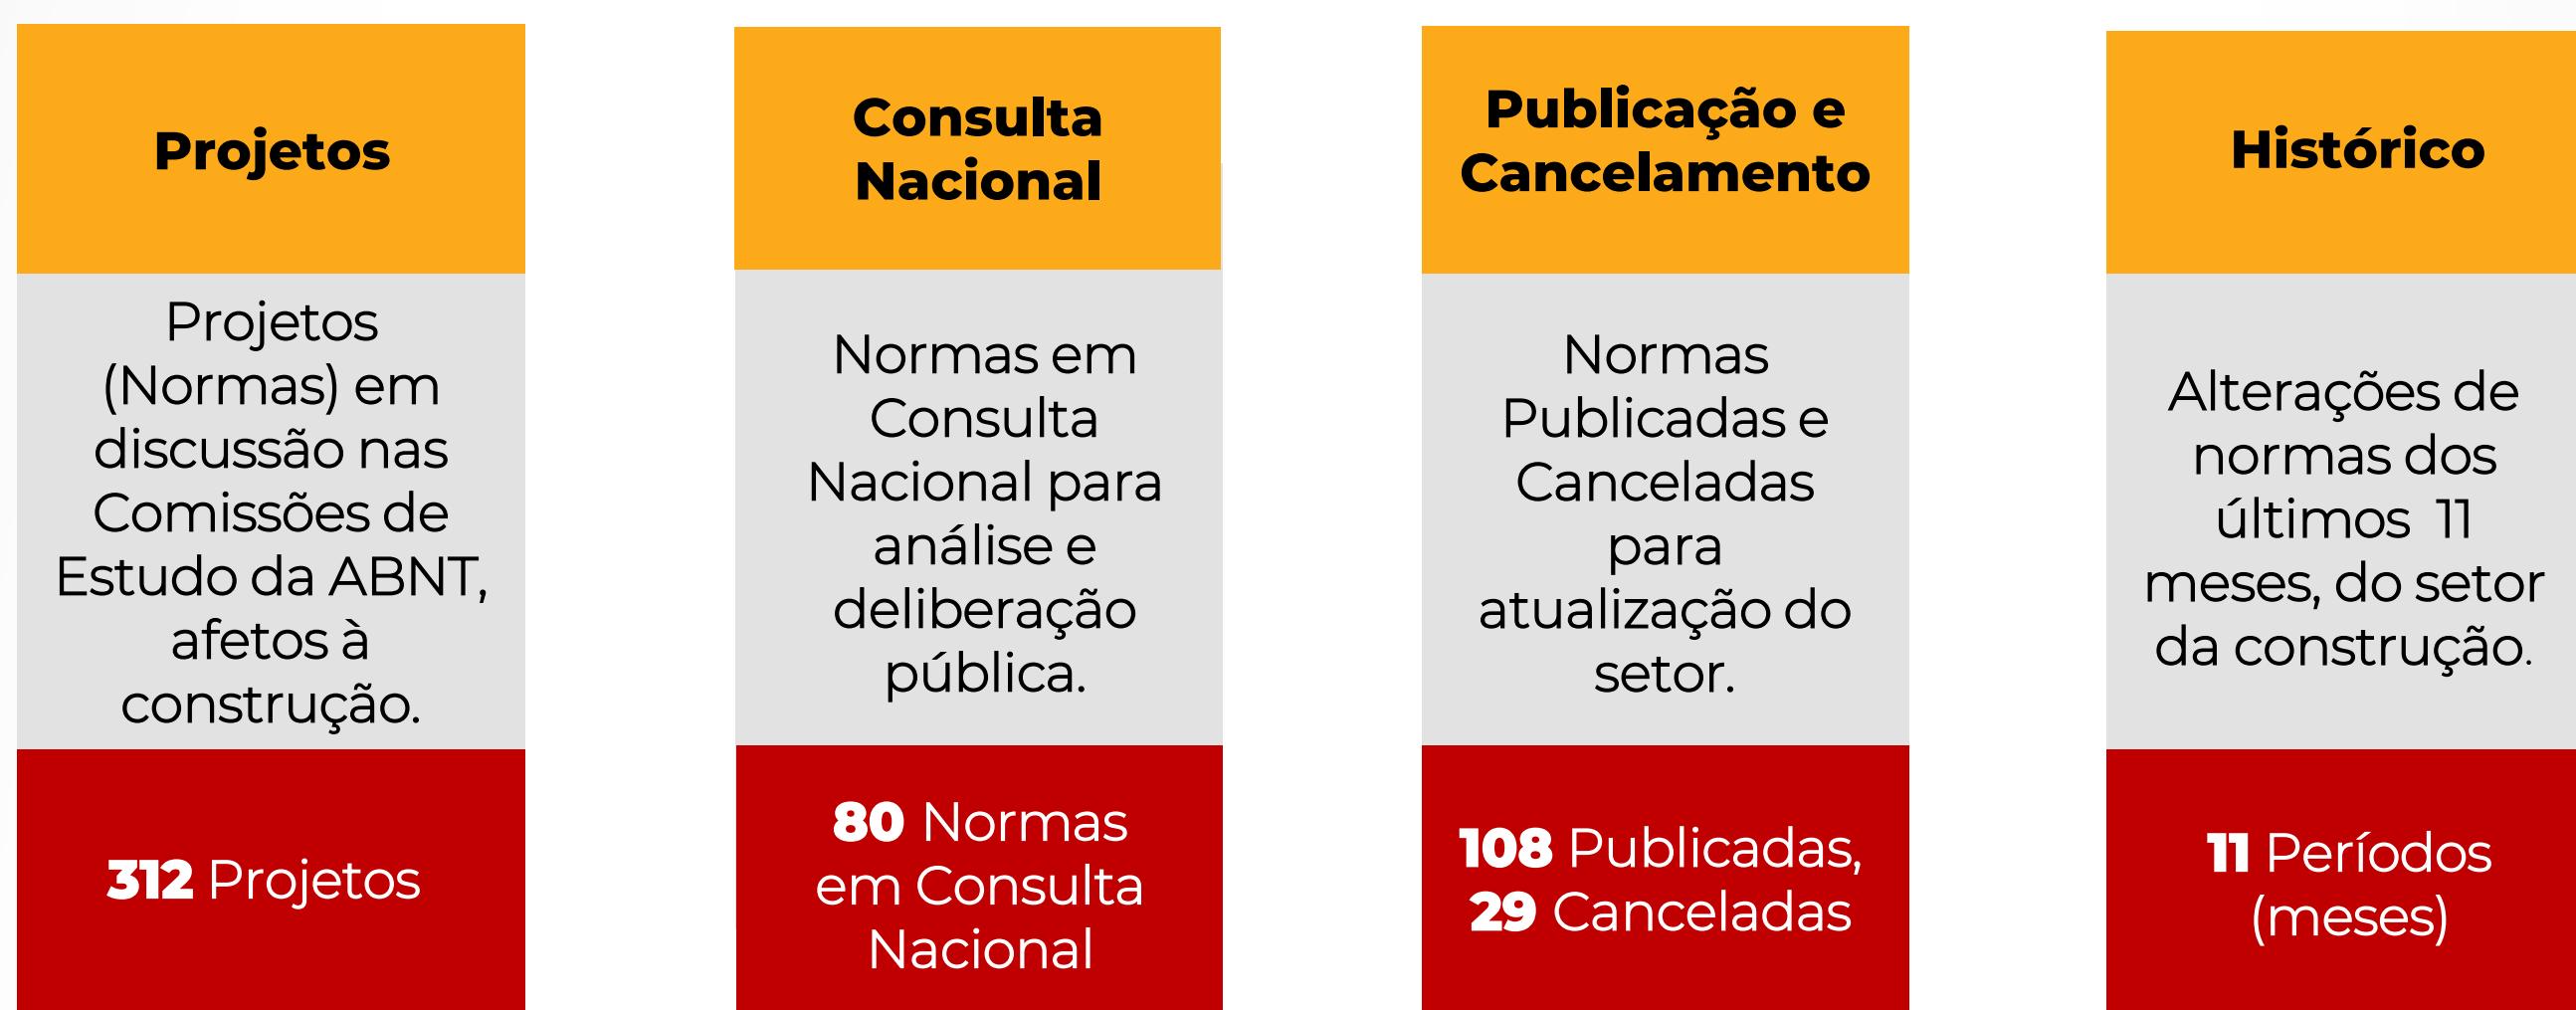 Projetos
Projetos
(Normas) em
discussão nas
Comissões de
Estudo da ABNT,
afetos à
construção.
312 Projetos
Consulta
Nacional
Normas em
Consulta
Nacional para
análise e
deliberação
pública.
80 Normas
em Consulta
Nacional
Publicação e
Cancelamento
Normas
Publicadas e
Canceladas
para
atualização do
setor.
108 Publicadas,
29 Canceladas
Histórico
Alterações de
normas dos
últimos 11
meses, do setor
da construção.
11 Períodos
(meses)